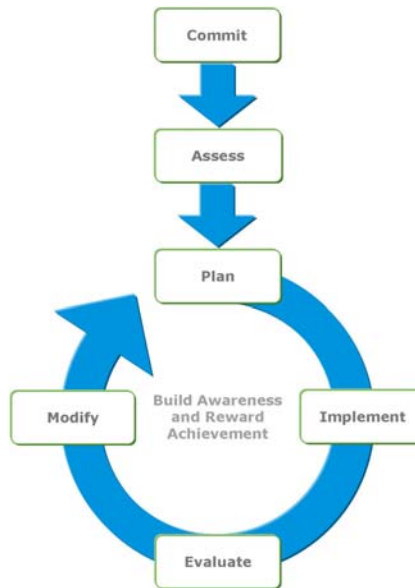 Commit
Assess
Plan
Modify
Build Awareness
and Reward
Achievement
Implement
Evaluate